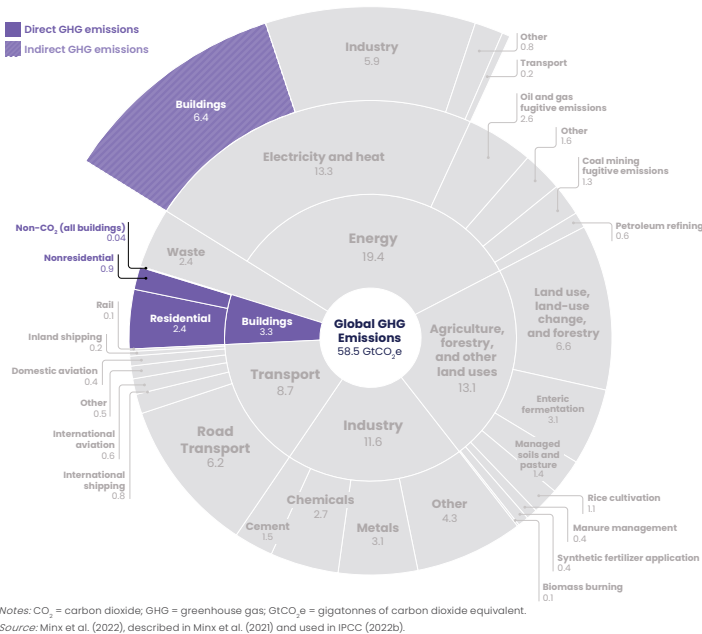 Direct GHG emissions
Indirect GHG emissions
Buildings
6.4
Industry
5.9
Other
0.8
Transport
0.2
Oil and gas
fugitive emissions
2.6
Other
1.6
Coal mining
fugitive emissions
1.3
Petroleum refining
0.6
Electricity and heat
13.3
Energy
19.4
Waste
2.4
Non-CO₂ (all buildings)
0.04
Nonresidential
0.9
Residential
2.4
Buildings
3.3
Global GHG
Emissions
58.5 GtCO₂e
Agriculture,
forestry,
and other
land uses
13.1
Land use,
land-use
change,
and forestry
6.6
Enteric
fermentation
3.1
Managed
soils and
pasture
1.4
Rice cultivation
1.1
Manure management
0.4
Synthetic fertilizer application
0.4
Biomass burning
0.1
Rail
0.1
Inland shipping
0.2
Domestic aviation
0.4
Other
0.5
International
aviation
0.6
International
shipping
0.8
Transport
8.7
Road
Transport
6.2
Industry
11.6
Cement
1.5
Chemicals
2.7
Metals
3.1
Other
4.3
Notes: CO₂ = carbon dioxide; GHG = greenhouse gas; GtCO₂e = gigatonnes of carbon dioxide equivalent.
Source: Minx et al. (2022), described in Minx et al. (2021) and used in IPCC (2022b).